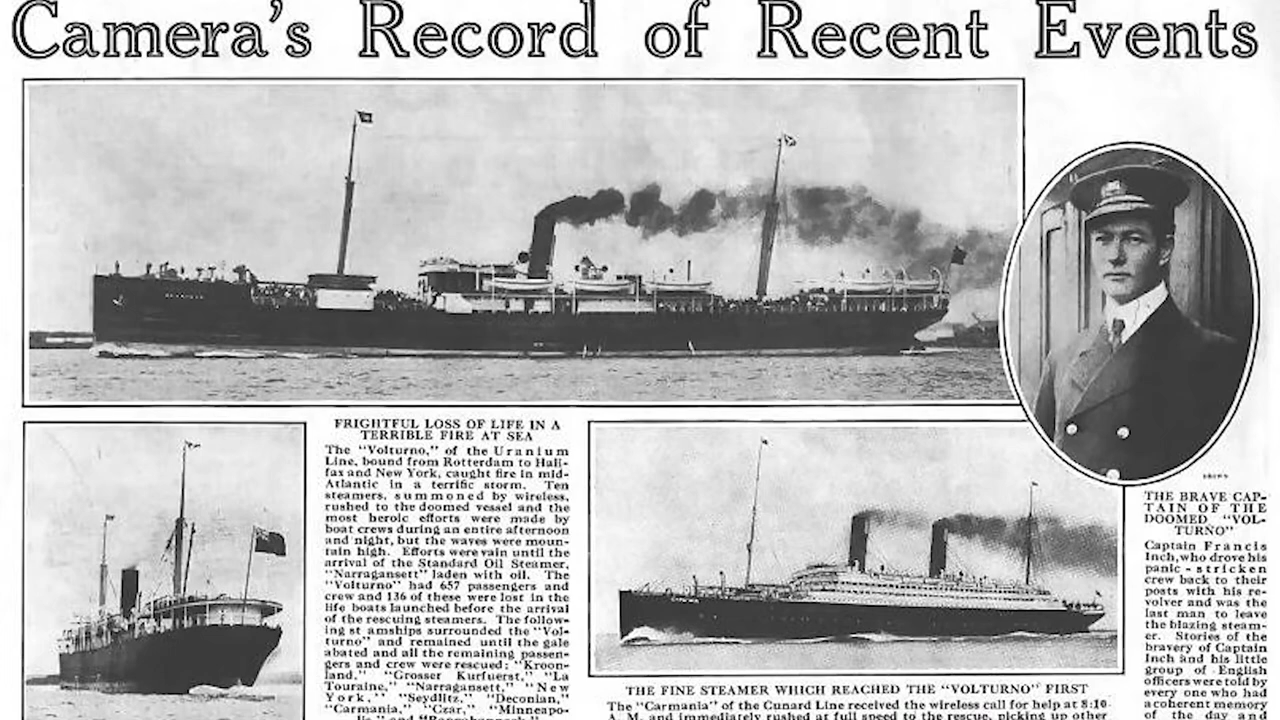 Camera's Record of Recent Events
FRIGHTFUL LOSS OF LIFE IN A
TERRIBLE FIRE AT SEA
The "Volturno," of the Uranium
Line, bound from Rotterdam to Hali-
fax and New York, caught fire in mid-
Atlantic in a terrific storm. Ten
steamers, summoned by wireless,
rushed to the doomed vessel and the
most heroic efforts were made by
boat crews during an entire afternoon
and night, but the waves were moun-
tain high. Efforts were vain until the
arrival of the Standard Oil Steamer,
"Narragansett" laden with oil. The
"Volturno" had 657 passengers and
crew and 136 of these were lost in the
life boats launched before the arrival
of the rescuing steamers. The follow-
ing st amships surrounded the "Vol-
turno" and remained until the gale
abated and all the remaining passen-
gers and crew were rescued: "Kroon-
land," "Grosser Kurfuerst," "La
Touraine," "Narragansett," "New
York," "Seydlitz," "Deconian,"
"Carmania," "Czar," "Minneapo-
THE FINE STEAMER WHICH REACHED THE "VOLTURNO" FIRST
The "Carmania" of the Cunard Line received the wireless call for help at 8:10
A. M. and immediately rushed at full speed to the rescue, picking up othe
BROWN
THE BRAVE CAP-
TAIN OF THE
DOOMED "VOL-
TURNO"
Captain Francis
Inch, who drove his
panic-stricken
crew back to their
posts with his re-
volver and was the
last man to leave
the blazing steam-
er. Stories of the
bravery of Captain
Inch and his little
group of English
officers were told by
every one who had
a coherent memory
of the day and